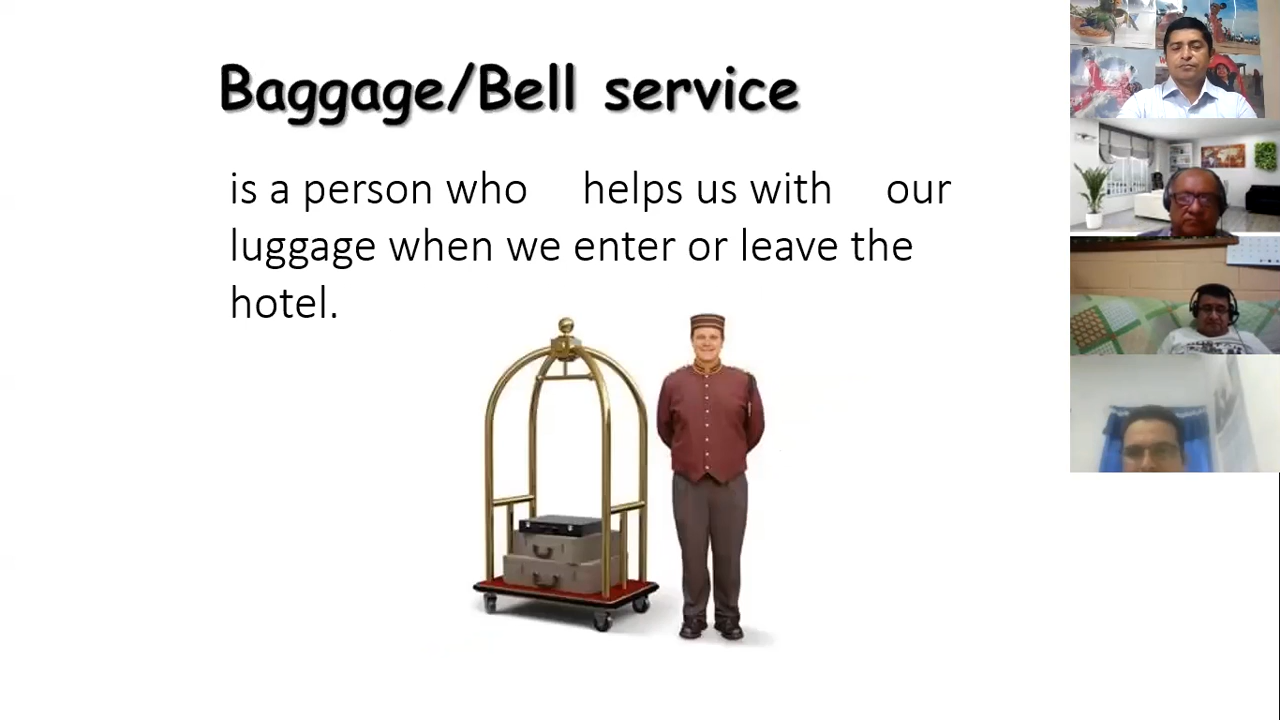 Baggage/Bell service
is a person who helps us with our
luggage when we enter or leave the
hotel.